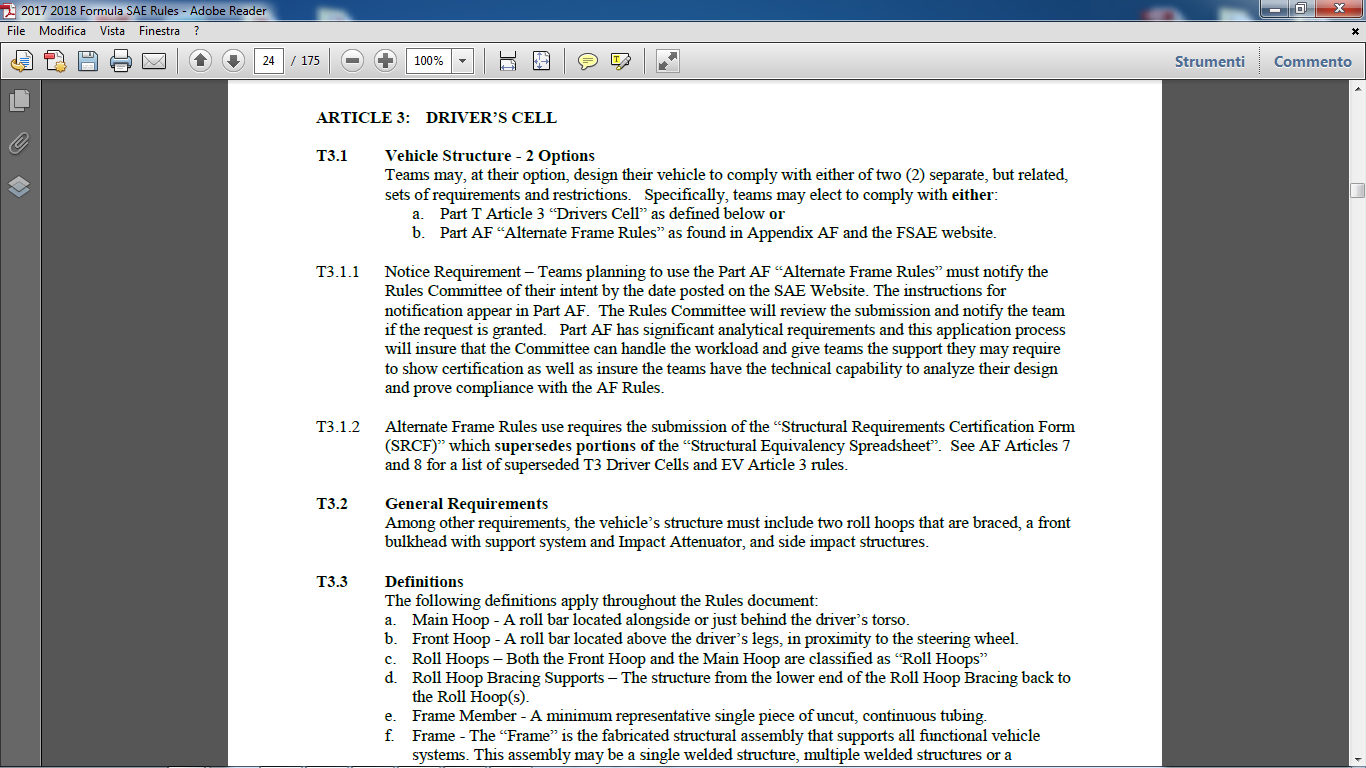 2017 2018 Formula SAE Rules - Adobe Reader
File Modifica Vista Finestra ?
24 / 175 100% Strumenti Commento
ARTICLE 3: DRIVER’S CELL
T3.1 Vehicle Structure - 2 Options
Teams may, at their option, design their vehicle to comply with either of two (2) separate, but related,
sets of requirements and restrictions. Specifically, teams may elect to comply with either:
a. Part T Article 3 “Drivers Cell” as defined below or
b. Part AF “Alternate Frame Rules” as found in Appendix AF and the FSAE website.
T3.1.1 Notice Requirement – Teams planning to use the Part AF “Alternate Frame Rules” must notify the
Rules Committee of their intent by the date posted on the SAE Website. The instructions for
notification appear in Part AF. The Rules Committee will review the submission and notify the team
if the request is granted. Part AF has significant analytical requirements and this application process
will insure that the Committee can handle the workload and give teams the support they may require
to show certification as well as insure the teams have the technical capability to analyze their design
and prove compliance with the AF Rules.
T3.1.2 Alternate Frame Rules use requires the submission of the “Structural Requirements Certification Form
(SRCF)” which supersedes portions of the “Structural Equivalency Spreadsheet”. See AF Articles 7
and 8 for a list of superseded T3 Driver Cells and EV Article 3 rules.
T3.2 General Requirements
Among other requirements, the vehicle’s structure must include two roll hoops that are braced, a front
bulkhead with support system and Impact Attenuator, and side impact structures.
T3.3 Definitions
The following definitions apply throughout the Rules document:
a. Main Hoop - A roll bar located alongside or just behind the driver’s torso.
b. Front Hoop - A roll bar located above the driver’s legs, in proximity to the steering wheel.
c. Roll Hoops – Both the Front Hoop and the Main Hoop are classified as “Roll Hoops”
d. Roll Hoop Bracing Supports – The structure from the lower end of the Roll Hoop Bracing back to
the Roll Hoop(s).
e. Frame Member - A minimum representative single piece of uncut, continuous tubing.
f. Frame - The “Frame” is the fabricated structural assembly that supports all functional vehicle
systems. This assembly may be a single welded structure, multiple welded structures or a